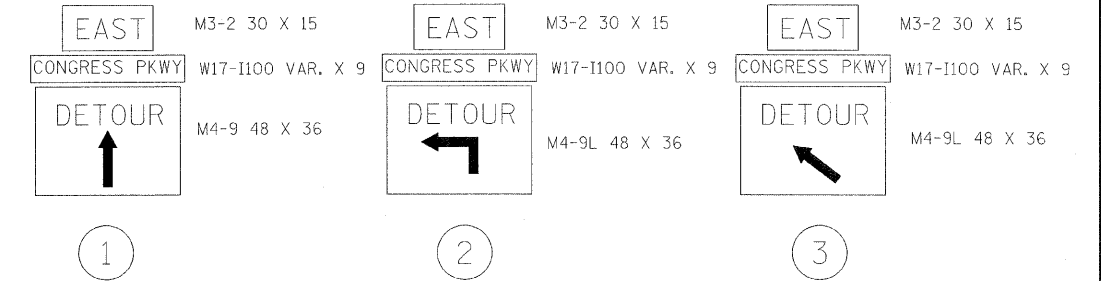 EAST M3-2 30 X 15
CONGRESS PKWY W17-I100 VAR. X 9
DETOUR
M4-9 48 X 36
1
EAST M3-2 30 X 15
CONGRESS PKWY W17-I100 VAR. X 9
DETOUR
M4-9L 48 X 36
2
EAST M3-2 30 X 15
CONGRESS PKWY W17-I100 VAR. X 9
DETOUR
M4-9L 48 X 36
3